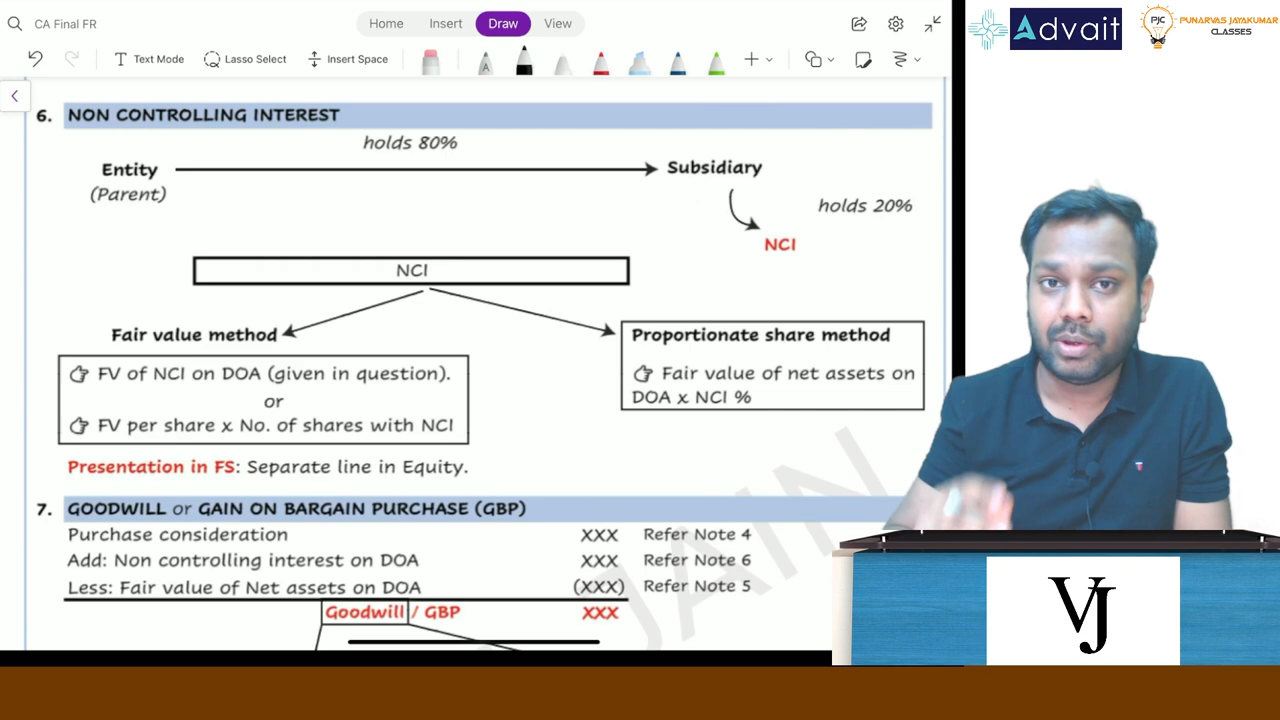 CA Final FR
Home Insert Draw View
Advait
PJC
PUNARVAS JAYAKUMAR
CLASSES
A
Text Mode
Lasso Select
Insert Space
6. NON CONTROLLING INTEREST
holds 80%
Entity
Subsidiary
(Parent)
holds 20%
NCI
NCI
Fair value method
Proportionate share method
FV of NCI on DOA (given in question).
or
FV per share x No. of shares with NCI
Fair value of net assets on
DOA x NCI %
Presentation in FS: Separate line in Equity.
7. GOODWILL or GAIN ON BARGAIN PURCHASE (GBP)
Purchase consideration XXX Refer Note 4
Add: Non controlling interest on DOA XXX Refer Note 6
Less: Fair value of Net assets on DOA (XXX) Refer Note 5
Goodwill / GBP XXX
JAIN
VJ